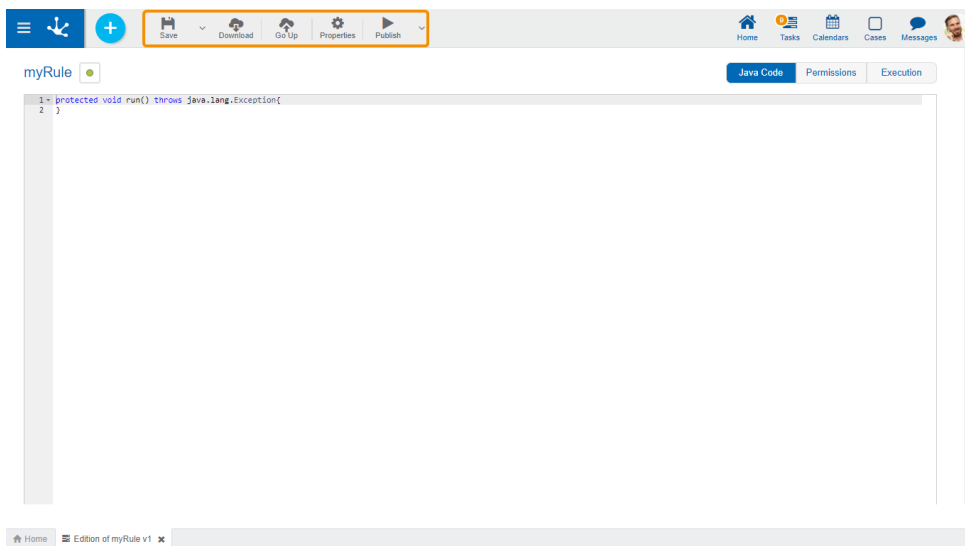 Save Download Go Up Properties Publish
Home Tasks Calendars Cases Messages
0
myRule
Java Code Permissions Execution
1 protected void run() throws java.lang.Exception{
2 }
Home Edition of myRule v1